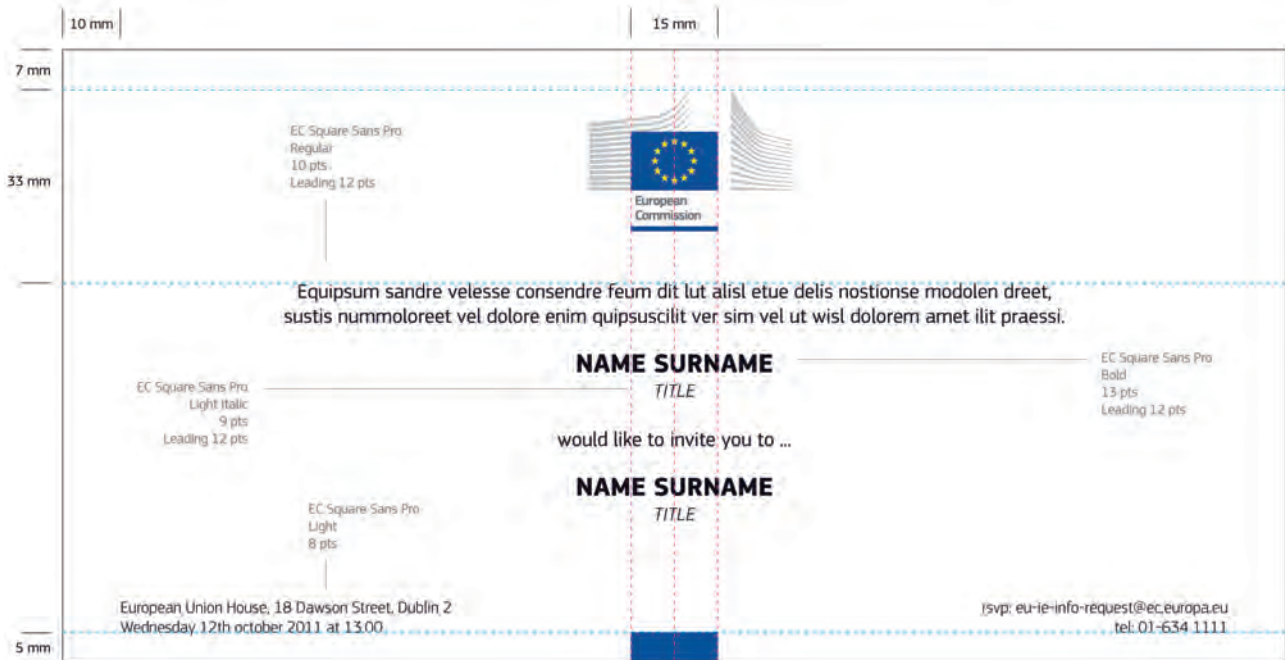 10 mm
15 mm
7 mm
EC Square Sans Pro
Regular
10 pts
Leading 12 pts
33 mm
European
Commission
Equipsum sandre velesse consendre feum dit lut alisl etue delis nostionse modolen dreet,
sustis nummoloreet vel dolore enim quipsuscilit ver sim vel ut wisl dolorem amet ilit praessi.
NAME SURNAME
TITLE
EC Square Sans Pro
Bold
13 pts
Leading 12 pts
EC Square Sans Pro
Light Italic
9 pts
Leading 12 pts
would like to invite you to ...
NAME SURNAME
TITLE
EC Square Sans Pro
Light
8 pts
European Union House, 18 Dawson Street, Dublin 2
Wednesday 12th october 2011 at 13.00
rsvp: eu-ie-info-request@ec.europa.eu
tel: 01-634 1111
5 mm